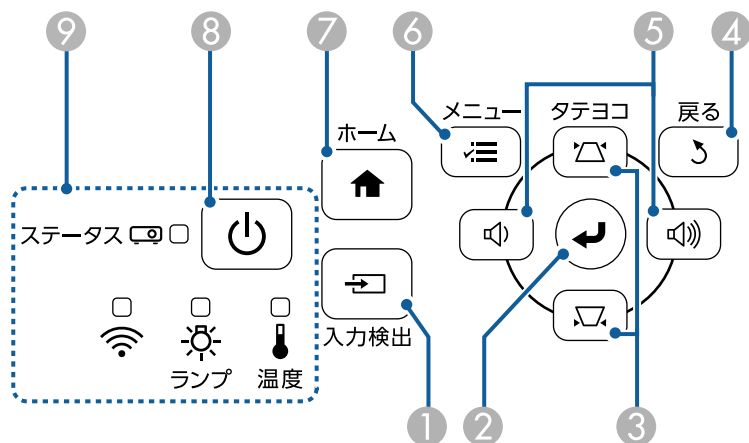 9 8 7 6 5 4
ホーム
メニュー
タテヨコ
戻る
ステータス
ランプ
温度
入力検出
1 2 3